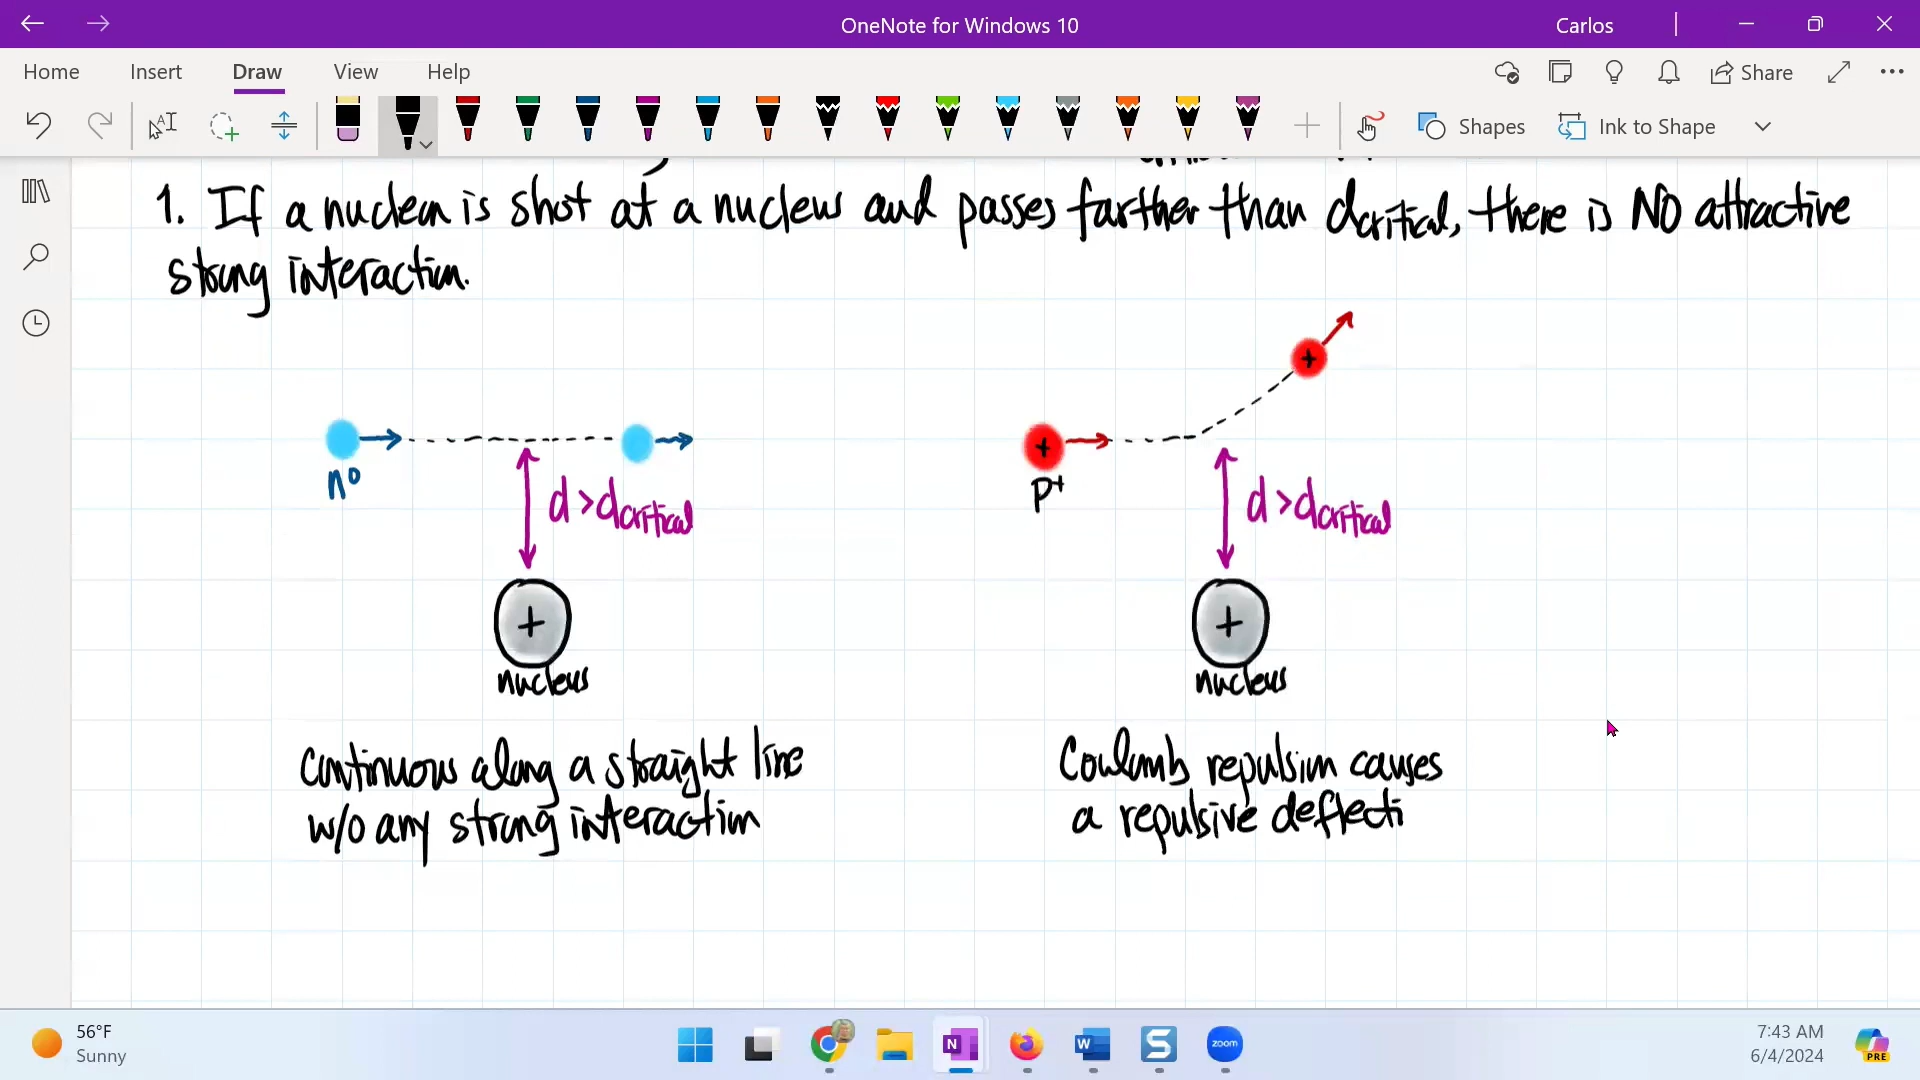 OneNote for Windows 10
Carlos
Home Insert Draw View Help
Share
Shapes Ink to Shape
1. If a nucleon is shot at a nucleus and passes farther than dcritical, there is NO attractive
strong interaction.
n⁰
d > dcritical
nucleus
continuous along a straight line
w/o any strong interaction
+
+
p⁺
d > dcritical
+
nucleus
Coulomb repulsion causes
a repulsive deflecti
56°F
Sunny
zoom
7:43 AM
6/4/2024
PRE